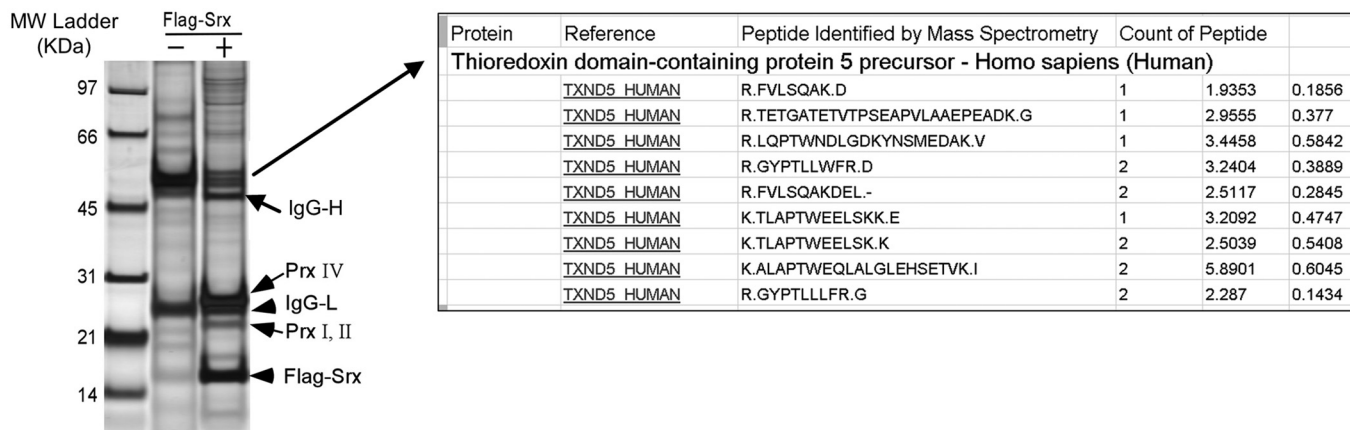 MW Ladder
(KDa)
Flag-Srx
− +
97
66
45
31
21
14
IgG-H
Prx IV
IgG-L
Prx I, II
Flag-Srx
Protein Reference Peptide Identified by Mass Spectrometry Count of Peptide
Thioredoxin domain-containing protein 5 precursor - Homo sapiens (Human)
TXND5_HUMAN R.FVLSQAK.D 1 1.9353 0.1856
TXND5_HUMAN R.TETGATETVTPSEAPVLAAEPEADK.G 1 2.9555 0.377
TXND5_HUMAN R.LQPTWNDLGDKYNSMEDAK.V 1 3.4458 0.5842
TXND5_HUMAN R.GYPTLLWFR.D 2 3.2404 0.3889
TXND5_HUMAN R.FVLSQAKDEL.- 2 2.5117 0.2845
TXND5_HUMAN K.TLAPTWEELSKK.E 1 3.2092 0.4747
TXND5_HUMAN K.TLAPTWEELSK.K 2 2.5039 0.5408
TXND5_HUMAN K.ALAPTWEQLALGLEHSETVK.I 2 5.8901 0.6045
TXND5_HUMAN R.GYPTLLLFR.G 2 2.287 0.1434